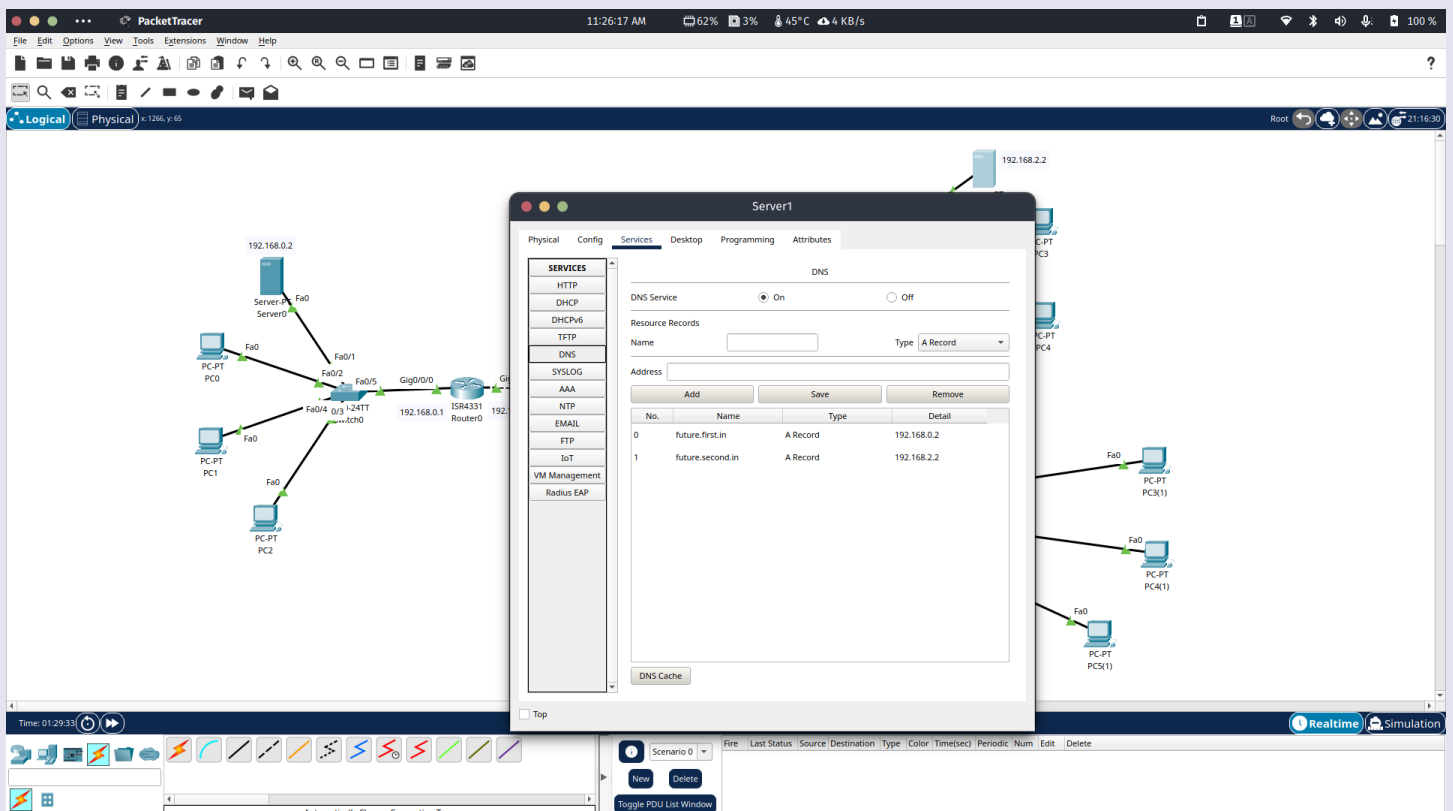 PacketTracer
11:26:17 AM
62%
3%
45°C
4 KB/s
1
A
100 %
File Edit Options View Tools Extensions Window Help
?
Logical
Physical
x: 1266, y: 65
Root
21:16:30
192.168.2.2
192.168.0.2
Server-PT
Server0
Fa0
Fa0
PC-PT
PC0
Fa0/1
Fa0/2
Fa0/5
Fa0/4
0/3
-24TT
Gig0/0/0
192.168.0.1
ISR4331
Router0
192.
Fa0
PC-PT
PC1
Fa0
PC-PT
PC2
C-PT
PC3
C-PT
PC4
Fa0
PC-PT
PC3(1)
Fa0
PC-PT
PC4(1)
Fa0
PC-PT
PC5(1)
Server1
Physical Config Services Desktop Programming Attributes
SERVICES
HTTP
DHCP
DHCPv6
TFTP
DNS
SYSLOG
AAA
NTP
EMAIL
FTP
IoT
VM Management
Radius EAP
DNS
DNS Service On Off
Resource Records
Name Type A Record
Address
Add Save Remove
No. Name Type Detail
0 future.first.in A Record 192.168.0.2
1 future.second.in A Record 192.168.2.2
DNS Cache
Top
Time: 01:29:33
Realtime
Simulation
Scenario 0
New
Delete
Toggle PDU List Window
Fire Last Status Source Destination Type Color Time(sec) Periodic Num Edit Delete